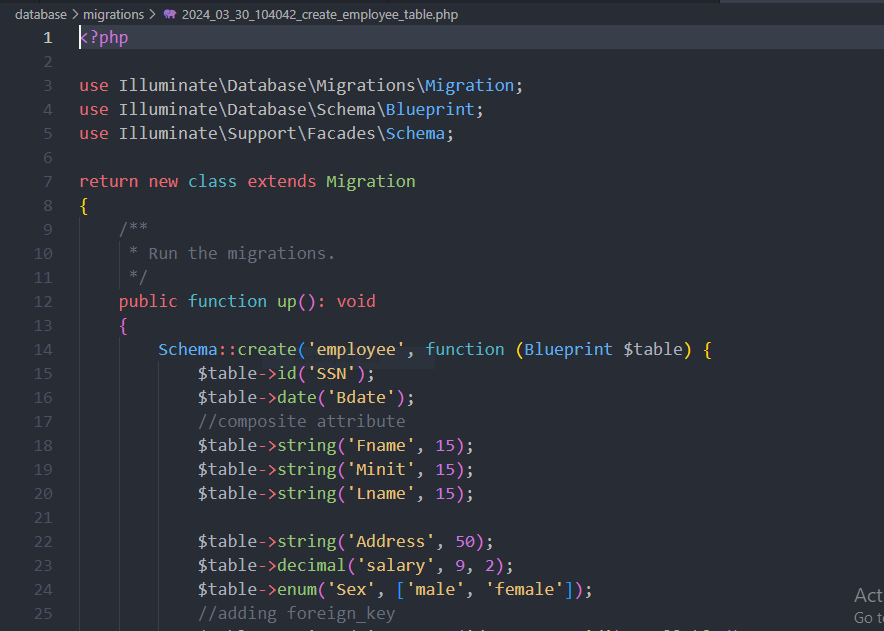 database > migrations > 2024_03_30_104042_create_employee_table.php
1 <?php
2
3 use Illuminate\Database\Migrations\Migration;
4 use Illuminate\Database\Schema\Blueprint;
5 use Illuminate\Support\Facades\Schema;
6
7 return new class extends Migration
8 {
9 /**
10 * Run the migrations.
11 */
12 public function up(): void
13 {
14 Schema::create('employee', function (Blueprint $table) {
15 $table->id('SSN');
16 $table->date('Bdate');
17 //composite attribute
18 $table->string('Fname', 15);
19 $table->string('Minit', 15);
20 $table->string('Lname', 15);
21
22 $table->string('Address', 50);
23 $table->decimal('salary', 9, 2);
24 $table->enum('Sex', ['male', 'female']);
25 //adding foreign_key
Act
Go t